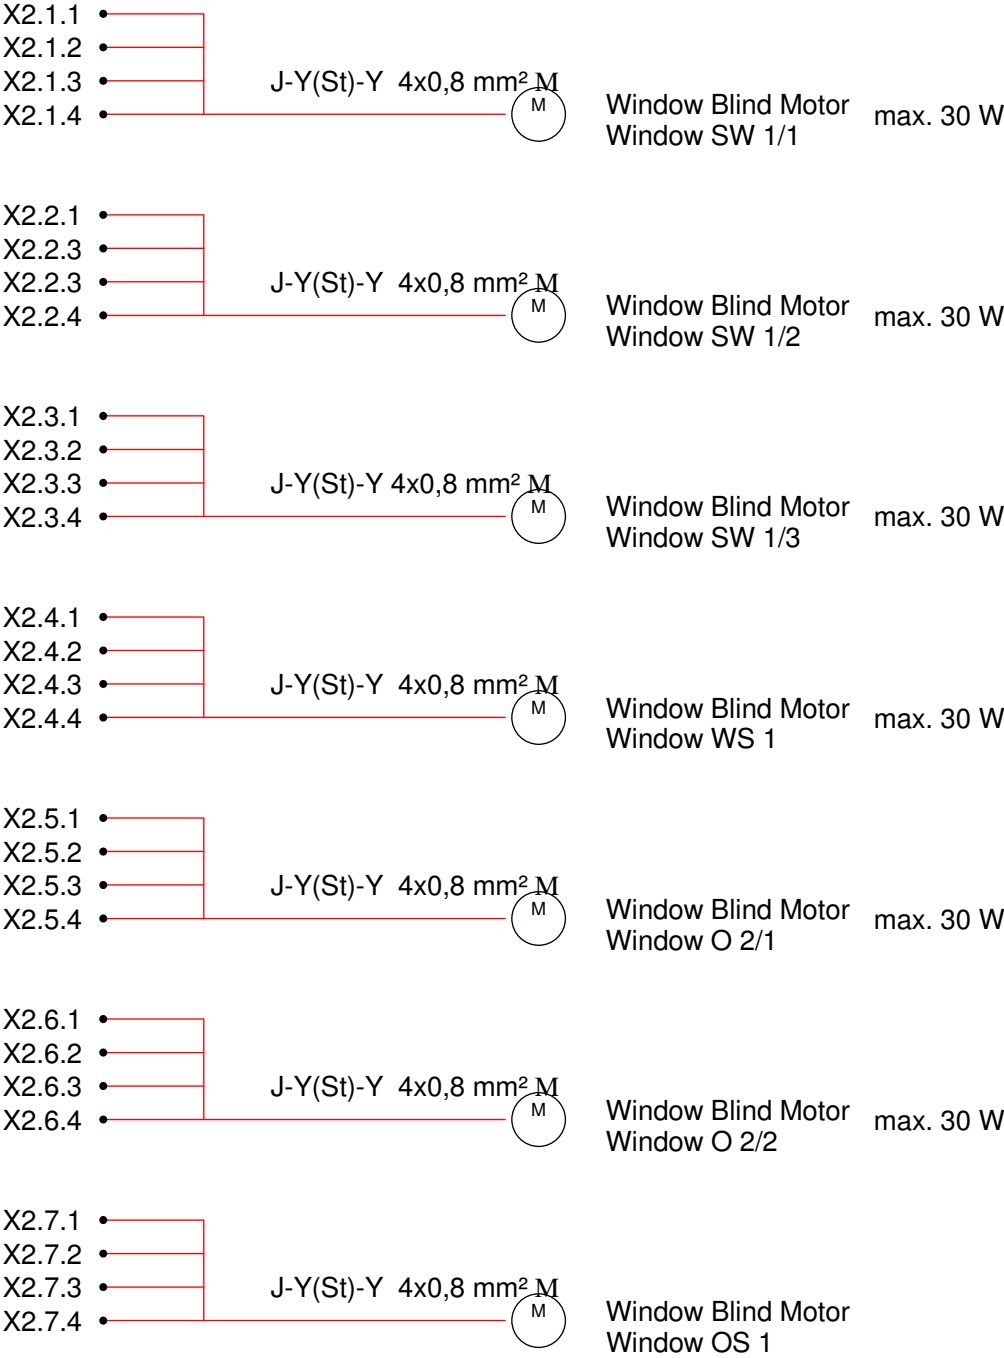 X2.1.1
X2.1.2
X2.1.3
J-Y(St)-Y 4x0,8 mm² M
X2.1.4
M
Window Blind Motor
max. 30 W
Window SW 1/1
X2.2.1
X2.2.3
X2.2.3
J-Y(St)-Y 4x0,8 mm² M
X2.2.4
M
Window Blind Motor
max. 30 W
Window SW 1/2
X2.3.1
X2.3.2
X2.3.3
J-Y(St)-Y 4x0,8 mm² M
X2.3.4
M
Window Blind Motor
max. 30 W
Window SW 1/3
X2.4.1
X2.4.2
X2.4.3
J-Y(St)-Y 4x0,8 mm² M
X2.4.4
M
Window Blind Motor
max. 30 W
Window WS 1
X2.5.1
X2.5.2
X2.5.3
J-Y(St)-Y 4x0,8 mm² M
X2.5.4
M
Window Blind Motor
max. 30 W
Window O 2/1
X2.6.1
X2.6.2
X2.6.3
J-Y(St)-Y 4x0,8 mm² M
X2.6.4
M
Window Blind Motor
max. 30 W
Window O 2/2
X2.7.1
X2.7.2
X2.7.3
J-Y(St)-Y 4x0,8 mm² M
X2.7.4
M
Window Blind Motor
Window OS 1